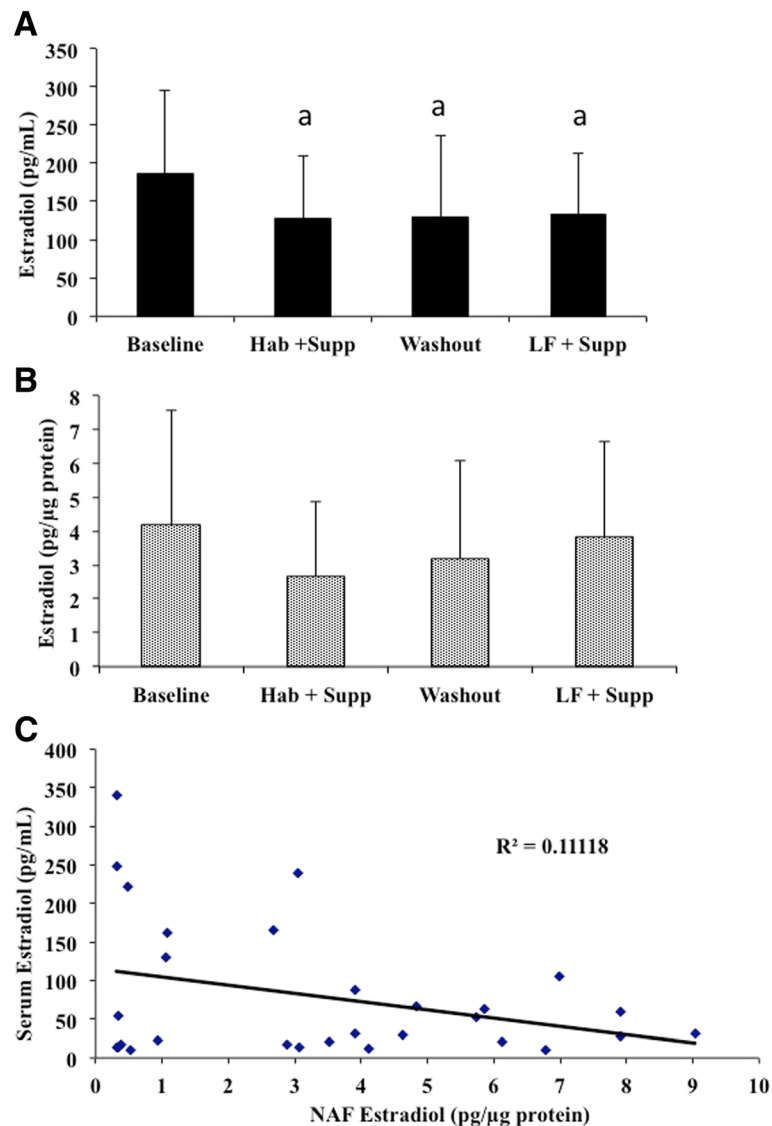 A
350
300
250
200
150
100
50
0
Estradiol (pg/mL)
a
a
a
Baseline
Hab +Supp
Washout
LF + Supp
B
8
7
6
5
4
3
2
1
0
Estradiol (pg/µg protein)
Baseline
Hab + Supp
Washout
LF + Supp
C
400
350
300
250
200
150
100
50
0
Serum Estradiol (pg/mL)
R² = 0.11118
0 1 2 3 4 5 6 7 8 9 10
NAF Estradiol (pg/µg protein)